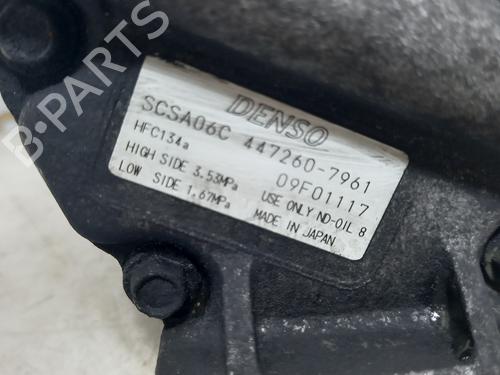 DENSO
SCSA06C 447260-7961
HFC134a 09F01117
HIGH SIDE 3.53MPa USE ONLY ND-OIL 8
LOW SIDE 1.67MPa MADE IN JAPAN
B-PARTS